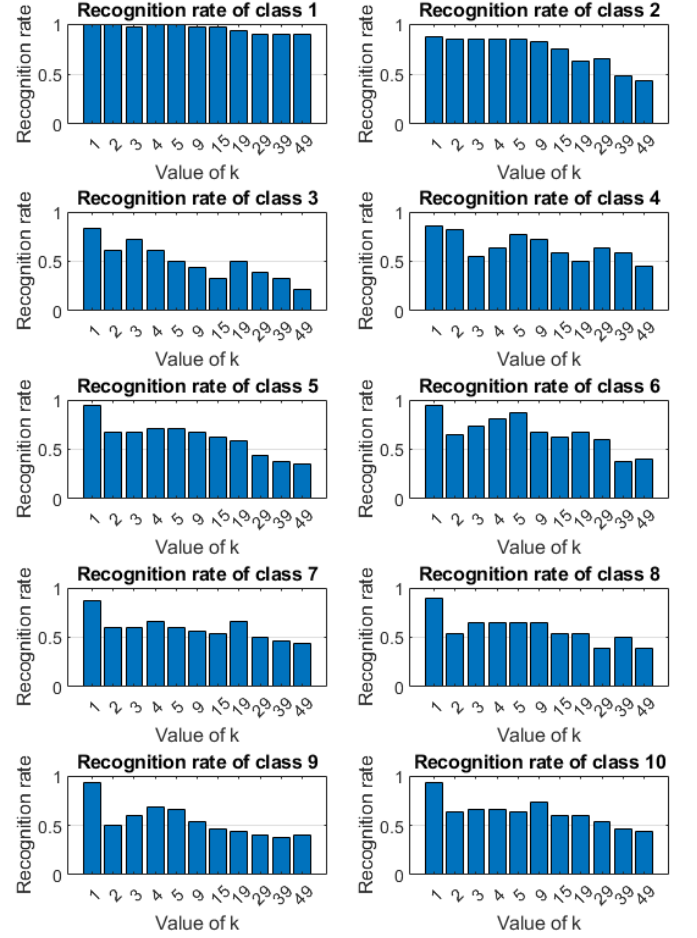 Recognition rate of class 1
Recognition rate
1
0.5
0
1 2 3 4 5 9 15 19 29 39 49
Value of k
Recognition rate of class 2
Recognition rate
1
0.5
0
1 2 3 4 5 9 15 19 29 39 49
Value of k
Recognition rate of class 3
Recognition rate
1
0.5
0
1 2 3 4 5 9 15 19 29 39 49
Value of k
Recognition rate of class 4
Recognition rate
1
0.5
0
1 2 3 4 5 9 15 19 29 39 49
Value of k
Recognition rate of class 5
Recognition rate
1
0.5
0
1 2 3 4 5 9 15 19 29 39 49
Value of k
Recognition rate of class 6
Recognition rate
1
0.5
0
1 2 3 4 5 9 15 19 29 39 49
Value of k
Recognition rate of class 7
Recognition rate
1
0.5
0
1 2 3 4 5 9 15 19 29 39 49
Value of k
Recognition rate of class 8
Recognition rate
1
0.5
0
1 2 3 4 5 9 15 19 29 39 49
Value of k
Recognition rate of class 9
Recognition rate
1
0.5
0
1 2 3 4 5 9 15 19 29 39 49
Value of k
Recognition rate of class 10
Recognition rate
1
0.5
0
1 2 3 4 5 9 15 19 29 39 49
Value of k